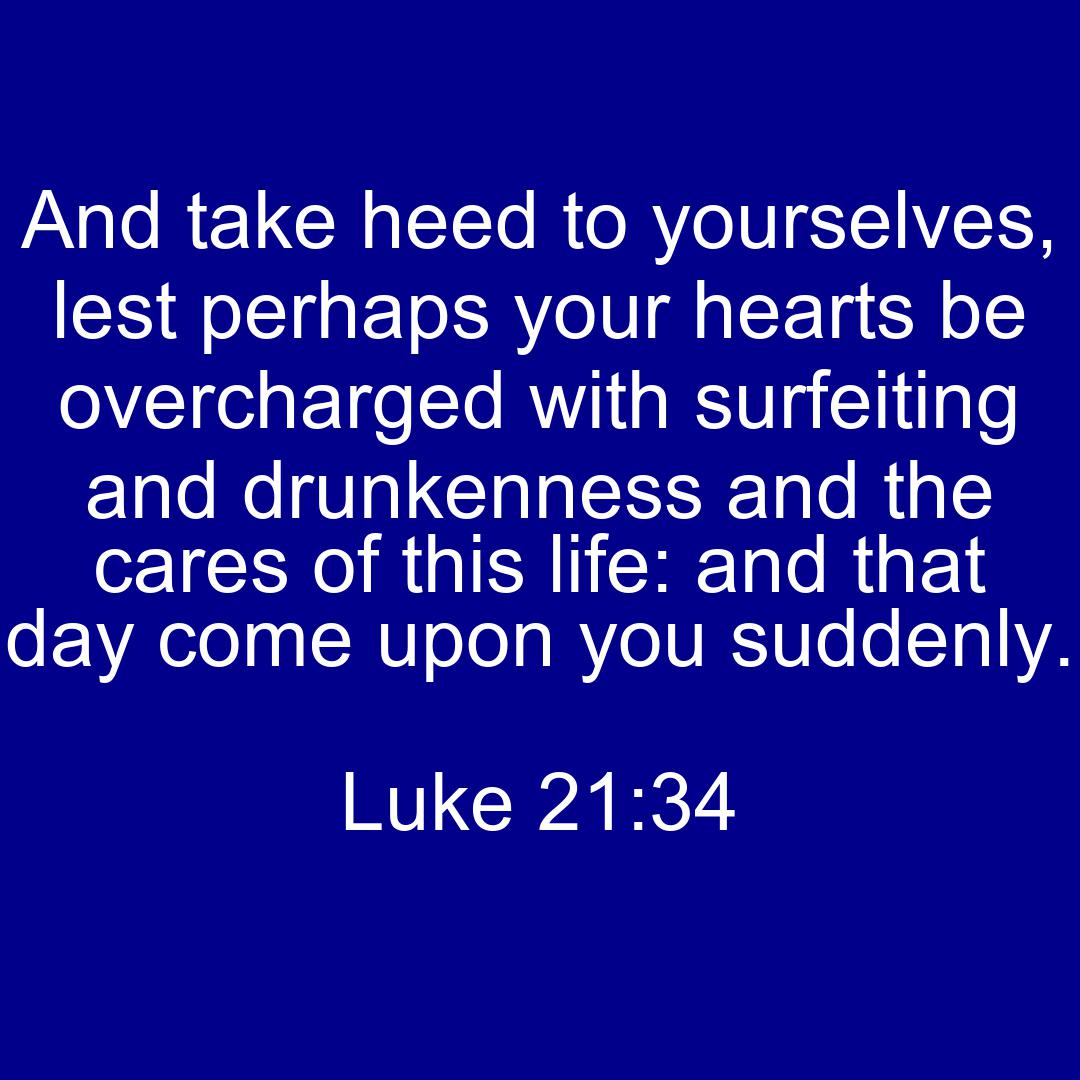 And take heed to yourselves,
lest perhaps your hearts be
overcharged with surfeiting
and drunkenness and the
cares of this life: and that
day come upon you suddenly.
Luke 21:34